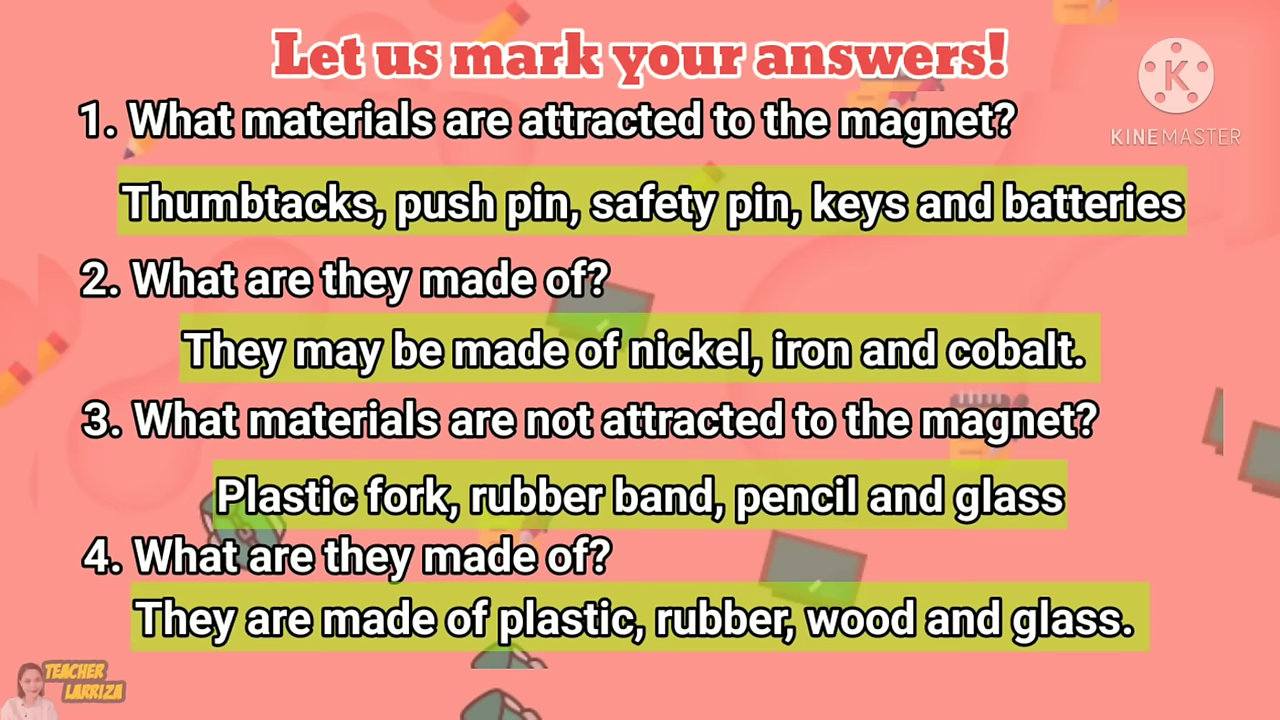 Let us mark your answers!
KINEMASTER
1. What materials are attracted to the magnet?
Thumbtacks, push pin, safety pin, keys and batteries
2. What are they made of?
They may be made of nickel, iron and cobalt.
3. What materials are not attracted to the magnet?
Plastic fork, rubber band, pencil and glass
4. What are they made of?
They are made of plastic, rubber, wood and glass.
TEACHER
LARRIZA